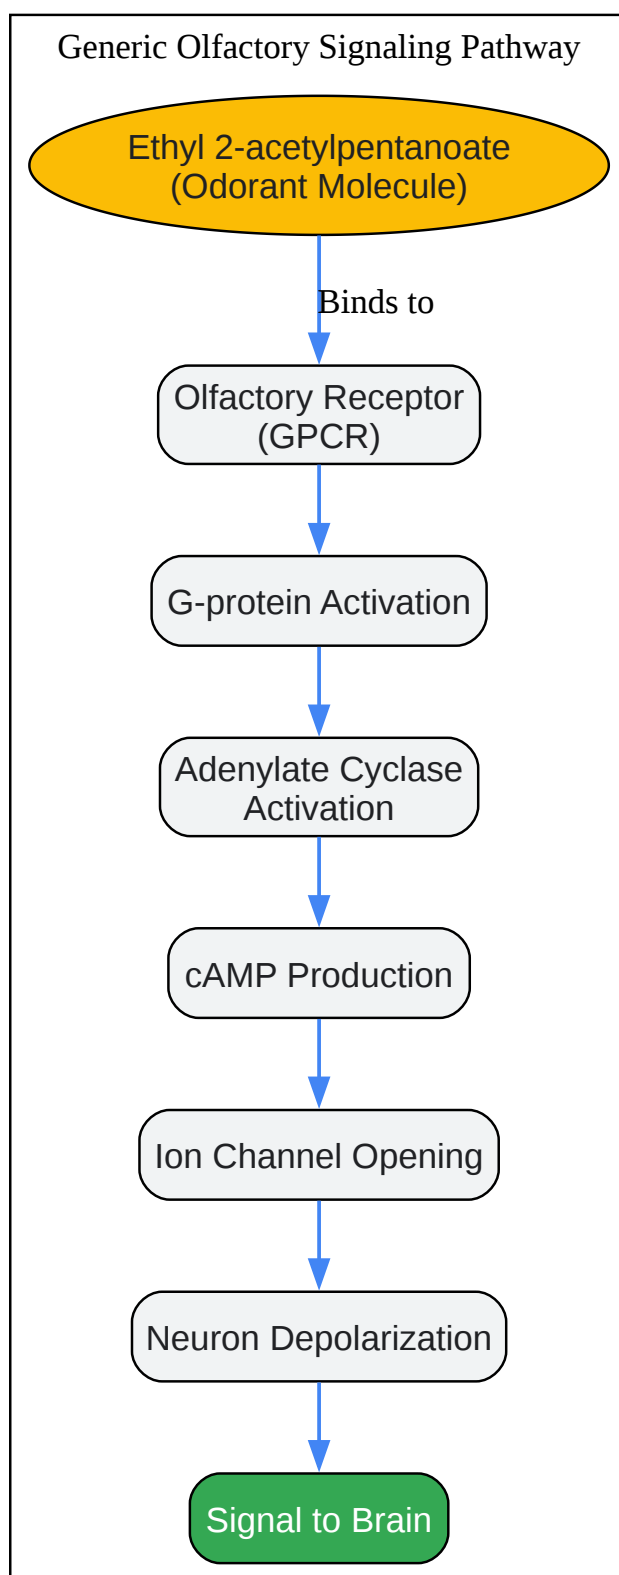 Generic Olfactory Signaling Pathway
Ethyl 2-acetylpentanoate
(Odorant Molecule)
Binds to
Olfactory Receptor
(GPCR)
G-protein Activation
Adenylate Cyclase
Activation
cAMP Production
Ion Channel Opening
Neuron Depolarization
Signal to Brain